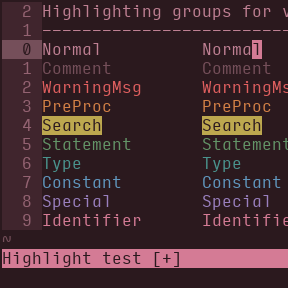 2 Highlighting groups for v
1 -------------------------
0 Normal Normal
1 Comment Comment
2 WarningMsg WarningMsg
3 PreProc PreProc
4 Search Search
5 Statement Statement
6 Type Type
7 Constant Constant
8 Special Special
9 Identifier Identifie
~
Highlight test [+]